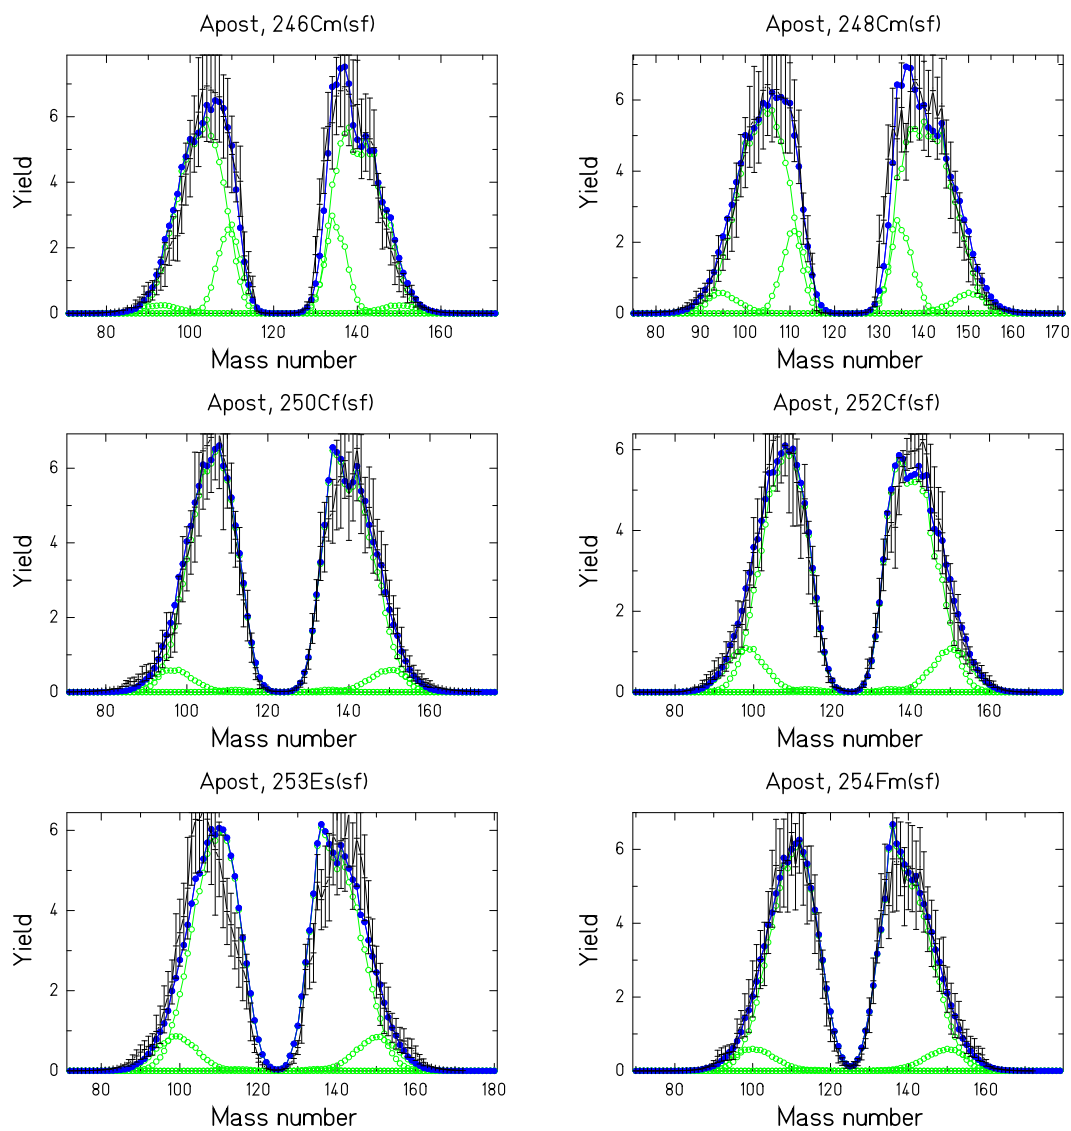 Apost, 246Cm(sf)
Yield
6
4
2
0
80 100 120 140 160
Mass number
Apost, 248Cm(sf)
Yield
6
4
2
0
80 90 100 110 120 130 140 150 160 170
Mass number
Apost, 250Cf(sf)
Yield
6
4
2
0
80 100 120 140 160
Mass number
Apost, 252Cf(sf)
Yield
6
4
2
0
80 100 120 140 160
Mass number
Apost, 253Es(sf)
Yield
6
4
2
0
80 100 120 140 160 180
Mass number
Apost, 254Fm(sf)
Yield
6
4
2
0
80 100 120 140 160
Mass number